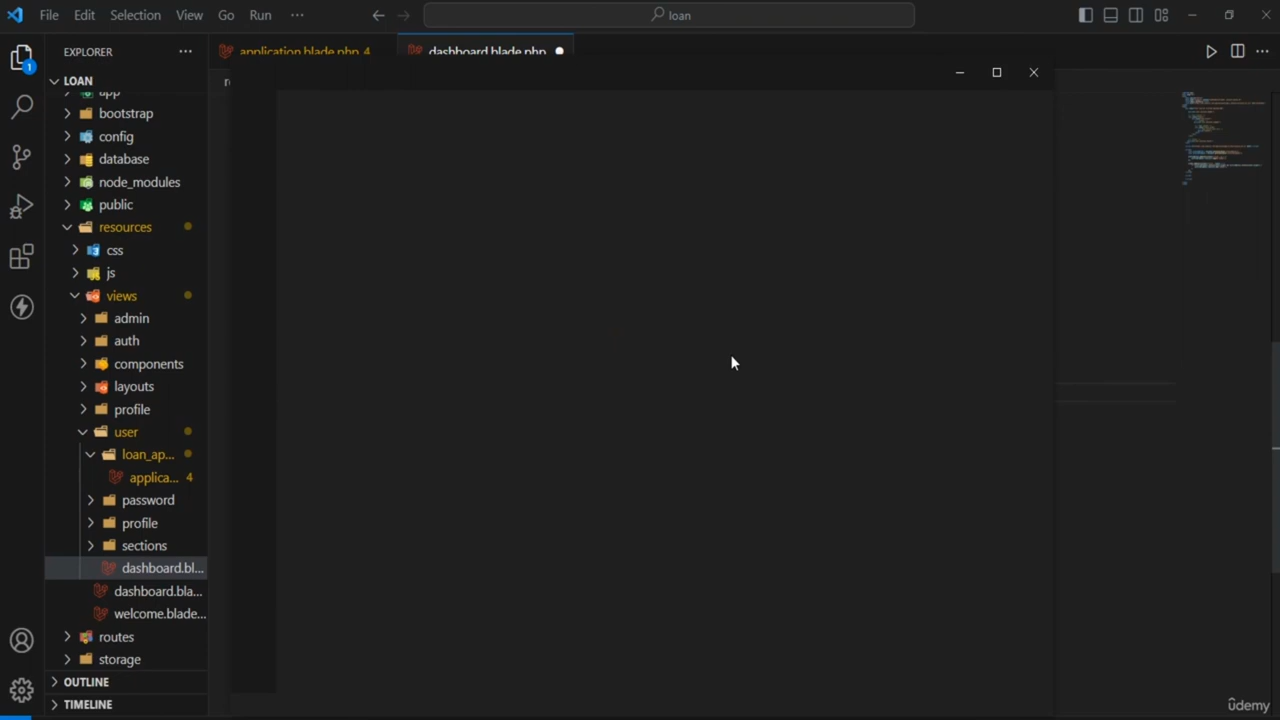 File Edit Selection View Go Run ··· loan
EXPLORER ···
application.blade.php 4
dashboard.blade.php
LOAN
app
bootstrap
config
database
node_modules
public
resources
css
js
views
admin
auth
components
layouts
profile
user
loan_ap...
applica... 4
password
profile
sections
dashboard.bl...
dashboard.bla...
welcome.blade...
routes
storage
OUTLINE
TIMELINE
1
ûdemy